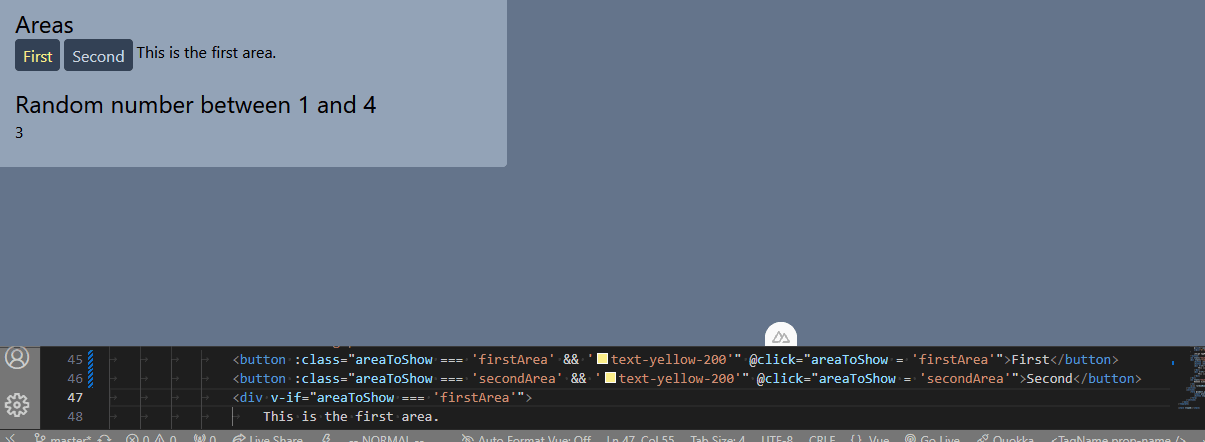 Areas
First Second This is the first area.
Random number between 1 and 4
3
45 <button :class="areaToShow === 'firstArea' && 'text-yellow-200'" @click="areaToShow = 'firstArea'">First</button>
46 <button :class="areaToShow === 'secondArea' && 'text-yellow-200'" @click="areaToShow = 'secondArea'">Second</button>
47 <div v-if="areaToShow === 'firstArea'">
48 This is the first area.
master* 0 0 0 Live Share -- NORMAL -- Auto Format Vue: Off Ln 47, Col 55 Tab Size: 4 UTF-8 CRLF {} Vue Go Live Quokka <TagName prop-name />